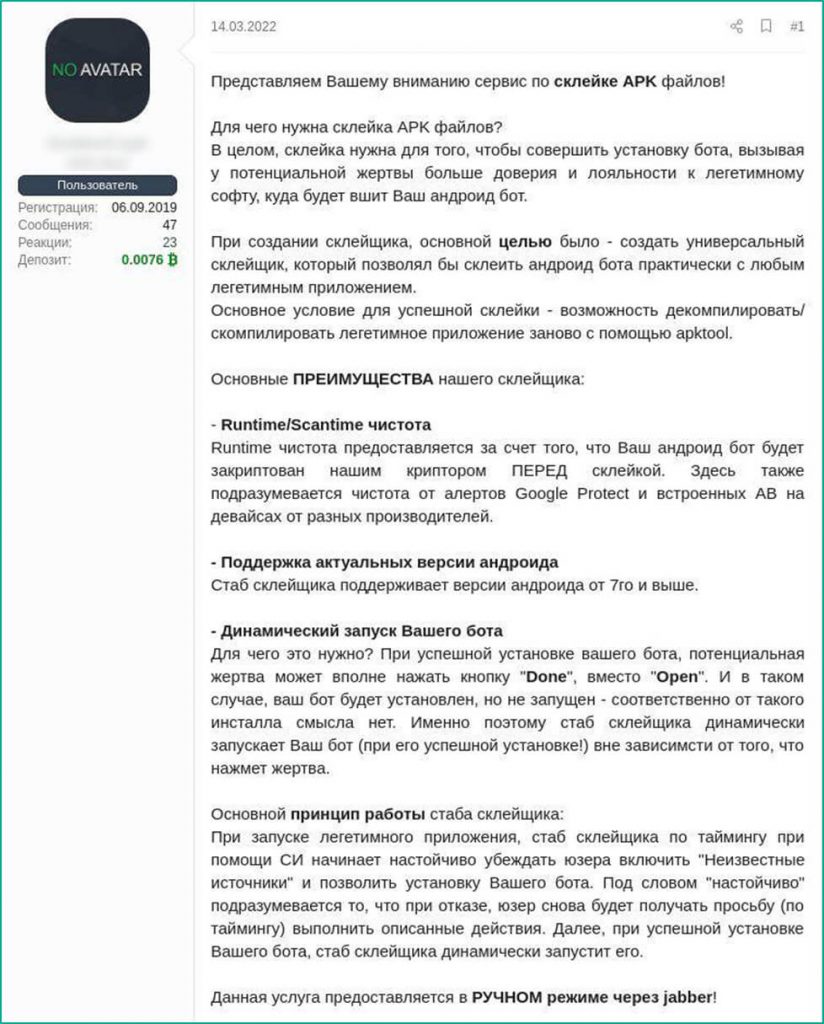 14.03.2022
#1
NO AVATAR
Пользователь
Регистрация: 06.09.2019
Сообщения: 47
Реакции: 23
Депозит: 0.0076 ₿
Представляем Вашему вниманию сервис по склейке APK файлов!
Для чего нужна склейка APK файлов?
В целом, склейка нужна для того, чтобы совершить установку бота, вызывая
у потенциальной жертвы больше доверия и лояльности к легетимному
софту, куда будет вшит Ваш андроид бот.
При создании склейщика, основной целью было - создать универсальный
склейщик, который позволял бы склеить андроид бота практически с любым
легетимным приложением.
Основное условие для успешной склейки - возможность декомпилировать/
скомпилировать легетимное приложение заново с помощью apktool.
Основные ПРЕИМУЩЕСТВА нашего склейщика:
- Runtime/Scantime чистота
Runtime чистота предоставляется за счет того, что Ваш андроид бот будет
закриптован нашим криптором ПЕРЕД склейкой. Здесь также
подразумевается чистота от алертов Google Protect и встроенных АВ на
девайсах от разных производителей.
- Поддержка актуальных версии андроида
Стаб склейщика поддерживает версии андроида от 7го и выше.
- Динамический запуск Вашего бота
Для чего это нужно? При успешной установке вашего бота, потенциальная
жертва может вполне нажать кнопку "Done", вместо "Open". И в таком
случае, ваш бот будет установлен, но не запущен - соответственно от такого
инсталла смысла нет. Именно поэтому стаб склейщика динамически
запускает Ваш бот (при его успешной установке!) вне зависимсти от того, что
нажмет жертва.
Основной принцип работы стаба склейщика:
При запуске легетимного приложения, стаб склейщика по таймингу при
помощи СИ начинает настойчиво убеждать юзера включить "Неизвестные
источники" и позволить установку Вашего бота. Под словом "настойчиво"
подразумевается то, что при отказе, юзер снова будет получать просьбу (по
таймингу) выполнить описанные действия. Далее, при успешной установке
Вашего бота, стаб склейщика динамически запустит его.
Данная услуга предоставляется в РУЧНОМ режиме через jabber!